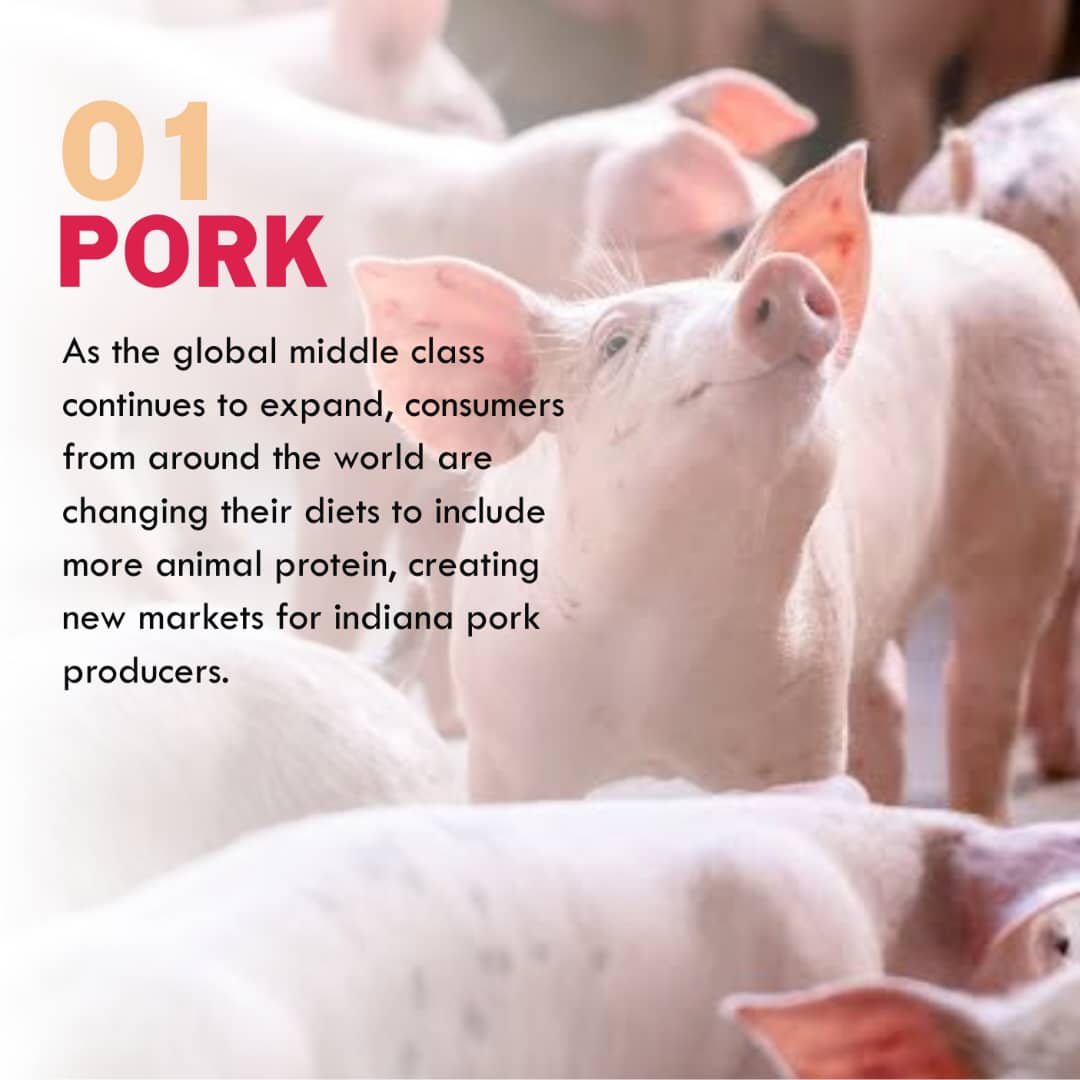 01
PORK
As the global middle class
continues to expand, consumers
from around the world are
changing their diets to include
more animal protein, creating
new markets for indiana pork
producers.